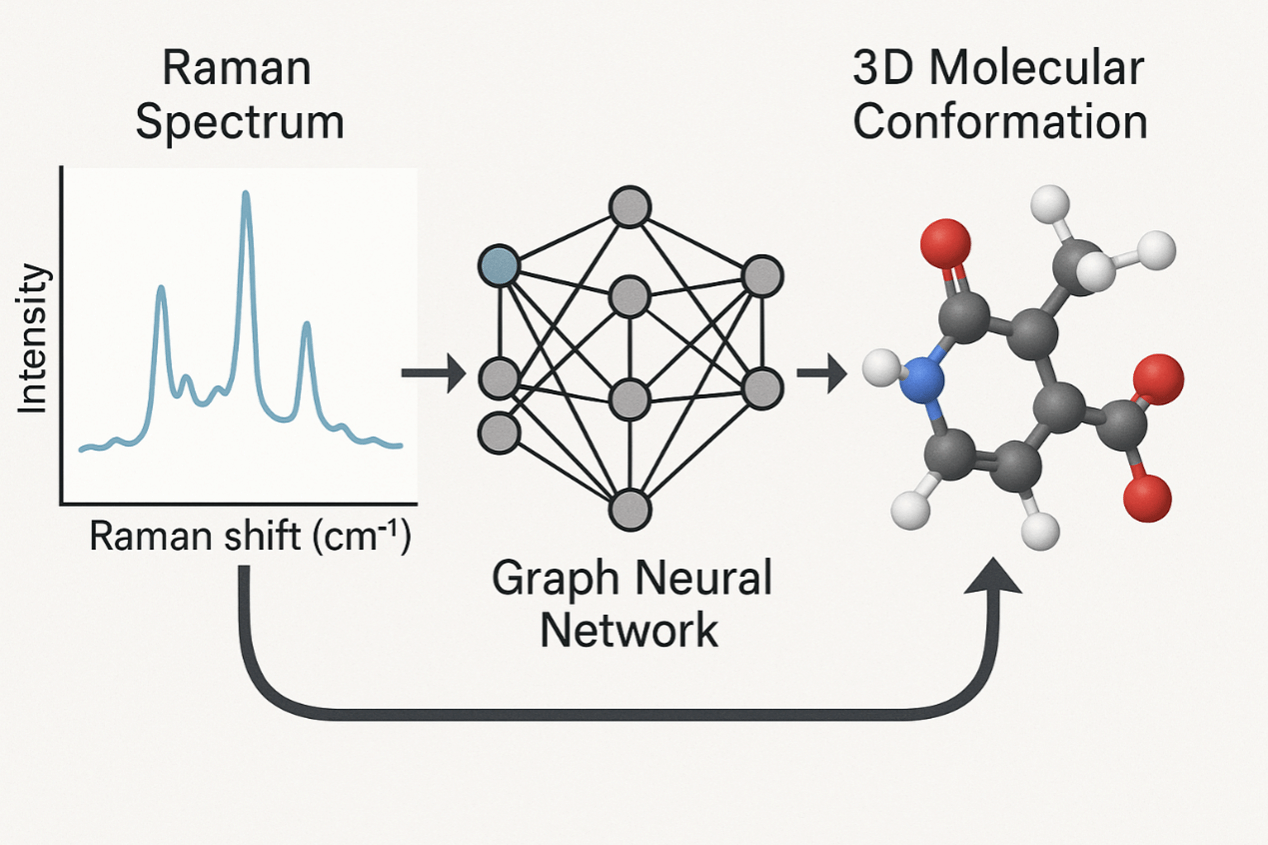 Raman
Spectrum
3D Molecular
Conformation
Intensity
Raman shift (cm⁻¹)
Graph Neural
Network